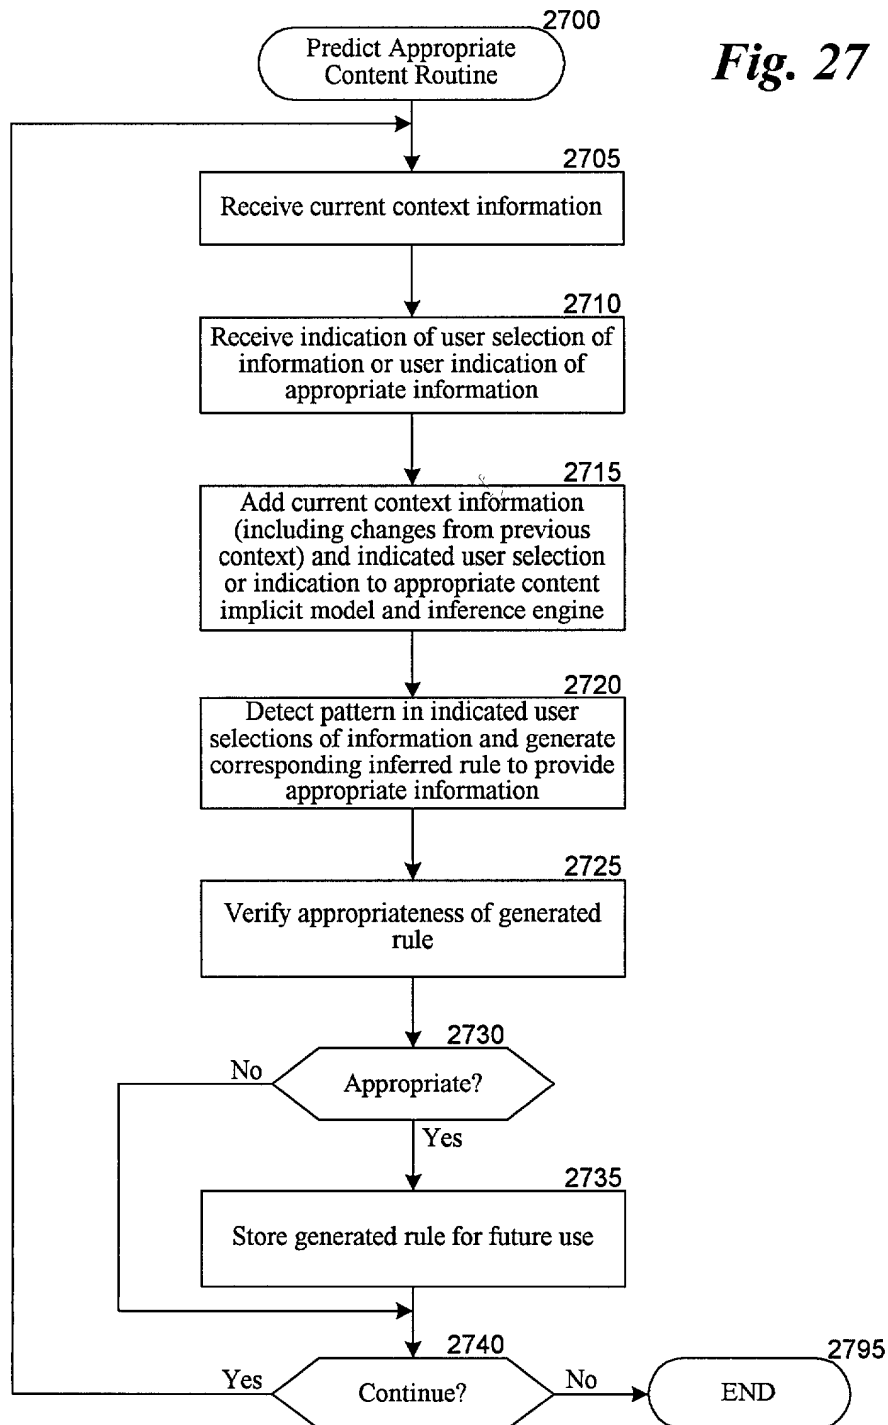 2700
Predict Appropriate
Content Routine
Fig. 27
2705
Receive current context information
2710
Receive indication of user selection of
information or user indication of
appropriate information
2715
Add current context information
(including changes from previous
context) and indicated user selection
or indication to appropriate content
implicit model and inference engine
2720
Detect pattern in indicated user
selections of information and generate
corresponding inferred rule to provide
appropriate information
2725
Verify appropriateness of generated
rule
2730
No
Appropriate?
Yes
2735
Store generated rule for future use
2740
2795
Yes
Continue?
No
END